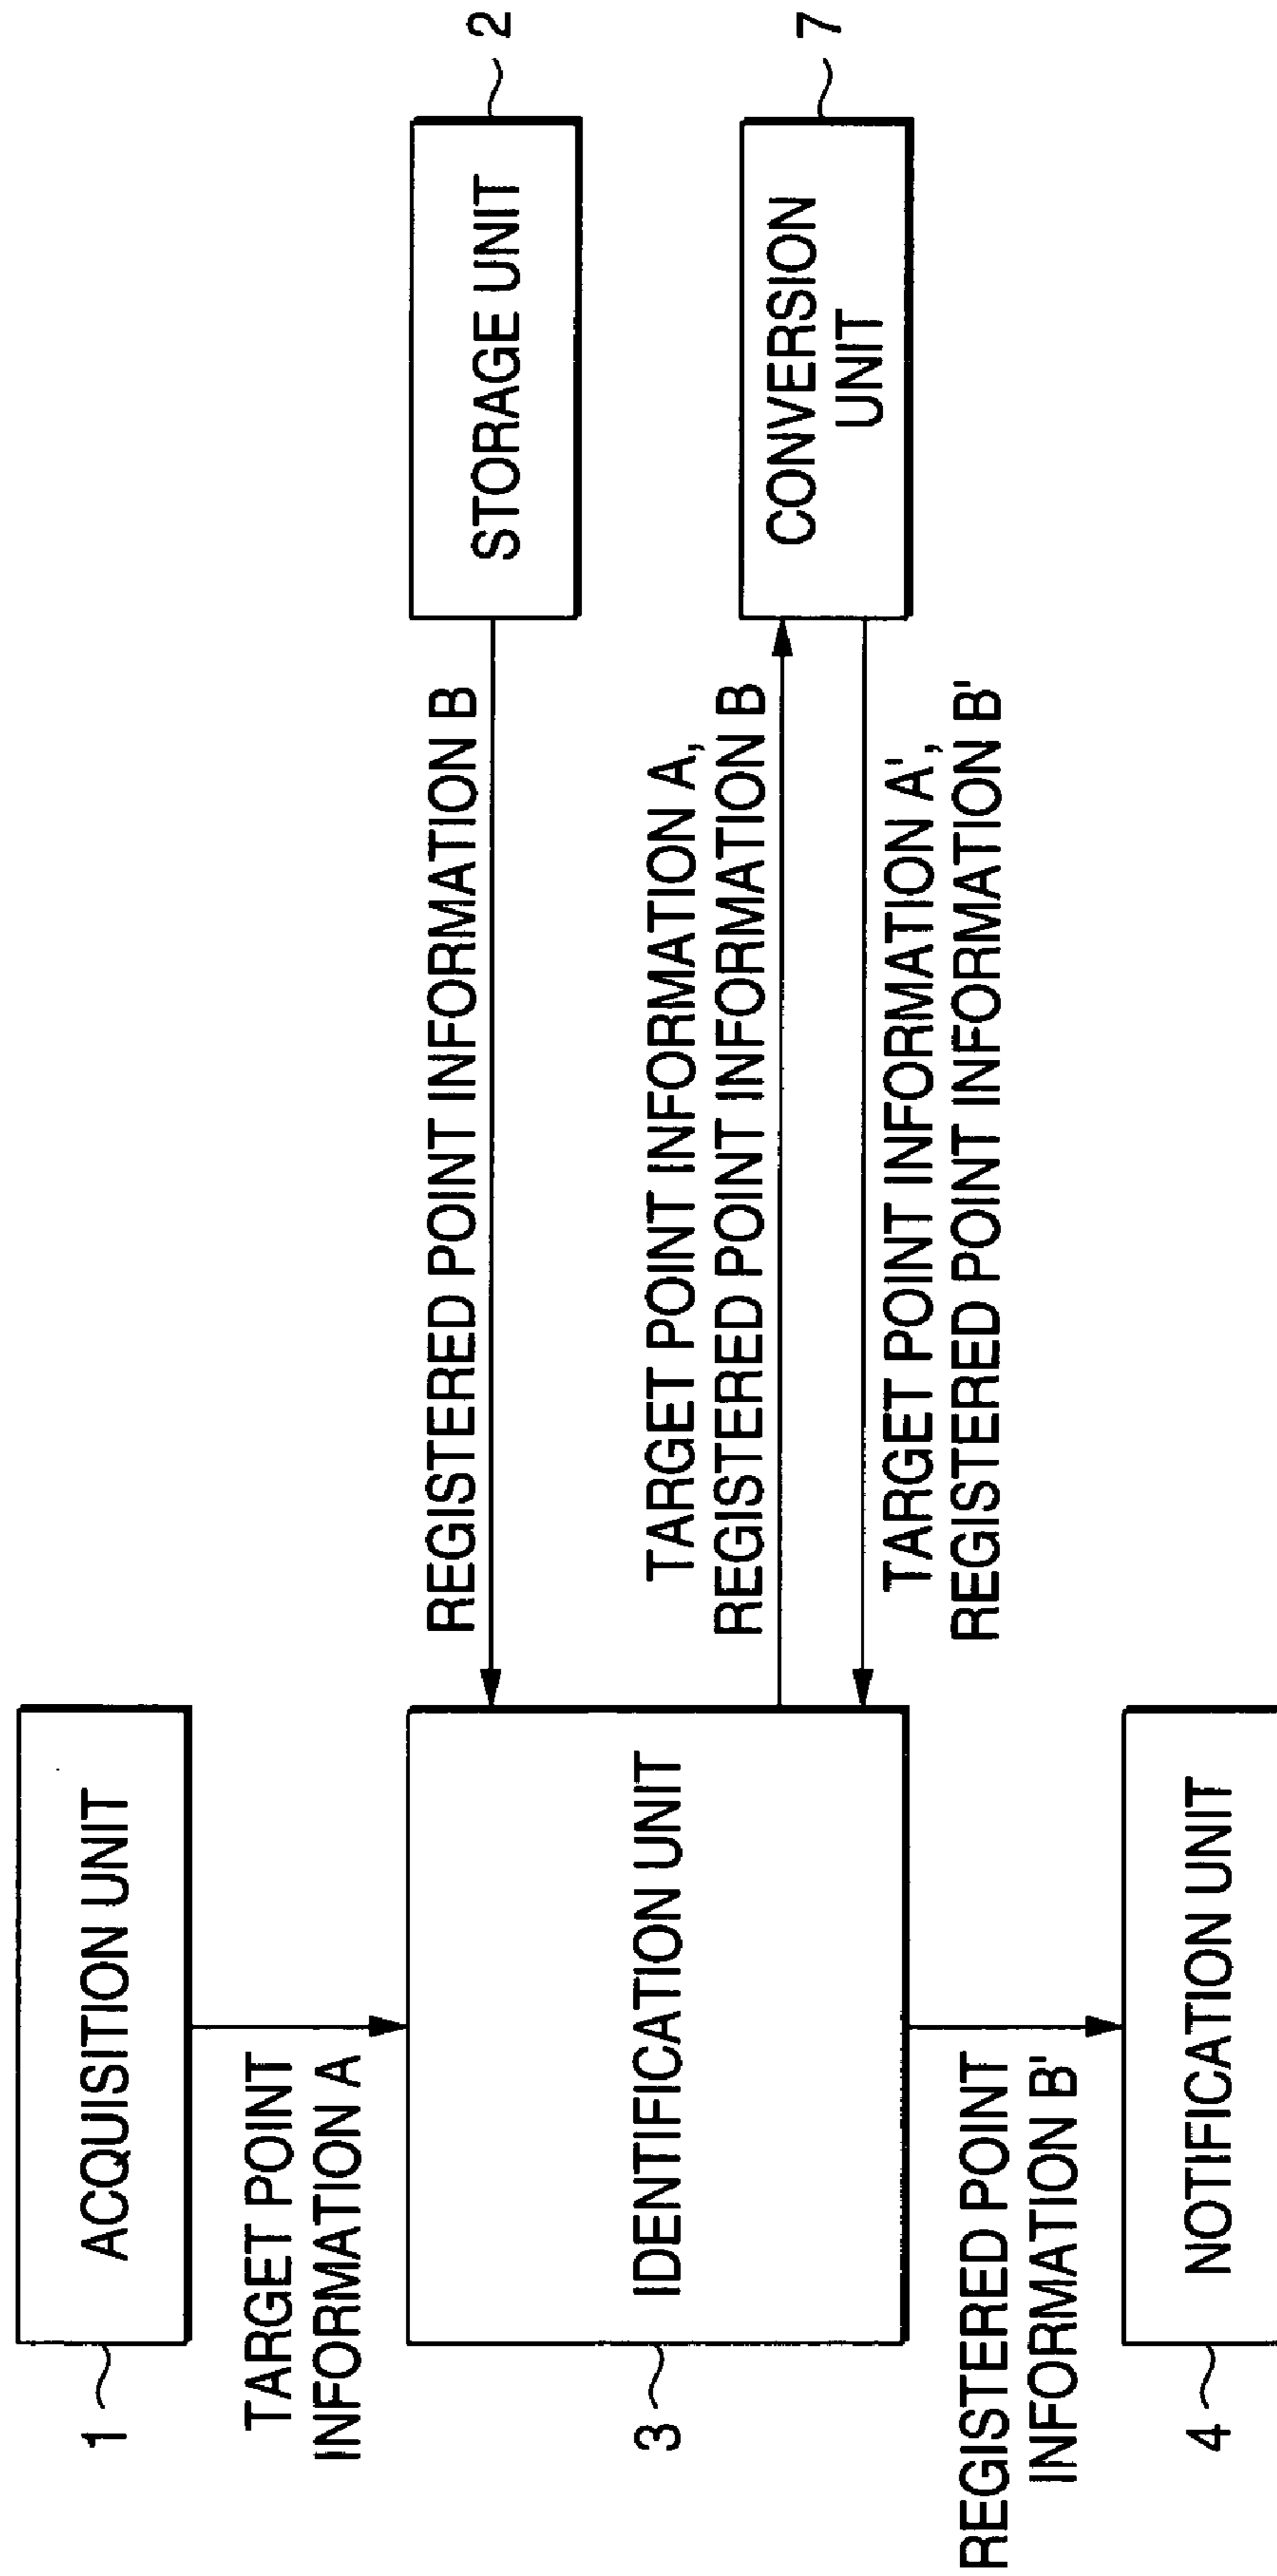 1
ACQUISITION UNIT
TARGET POINT
INFORMATION A
2
STORAGE UNIT
REGISTERED POINT INFORMATION B
3
IDENTIFICATION UNIT
TARGET POINT INFORMATION A,
REGISTERED POINT INFORMATION B
7
CONVERSION
UNIT
TARGET POINT INFORMATION A',
REGISTERED POINT INFORMATION B'
REGISTERED POINT
INFORMATION B'
4
NOTIFICATION UNIT